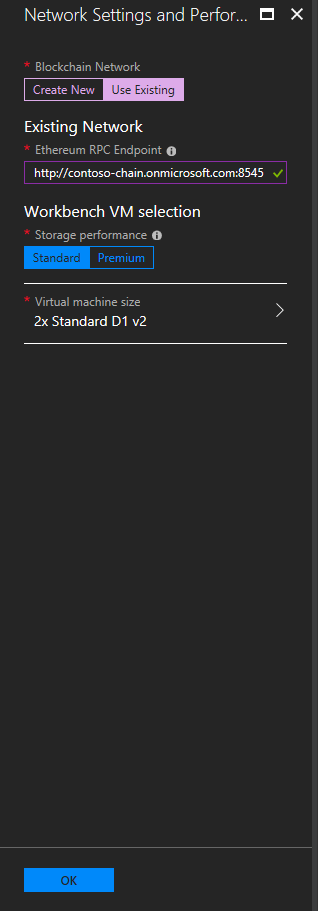 Network Settings and Perfor...
* Blockchain Network
Create New Use Existing
Existing Network
* Ethereum RPC Endpoint
http://contoso-chain.onmicrosoft.com:8545
Workbench VM selection
* Storage performance
Standard Premium
* Virtual machine size
2x Standard D1 v2
OK